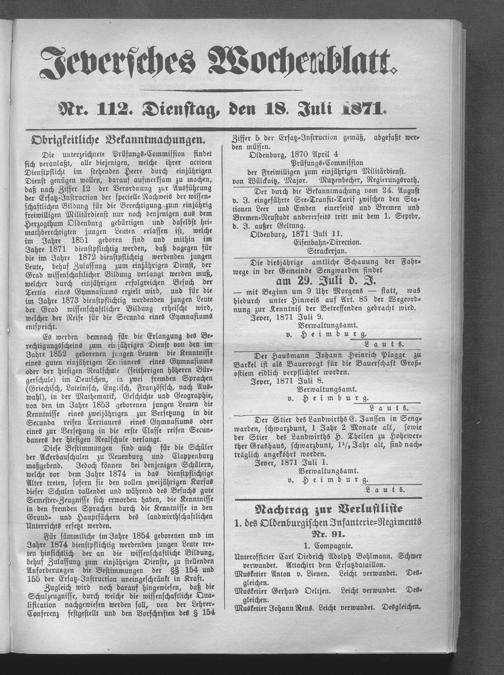 Jeversches Wochenblatt.
Nr. 112. Dienstag, den 18. Juli 1871.
Obrigkeitliche Bekanntmachungen.
Die unterzeichnete Prüfungs-Commission findet
sich veranlaßt, alle diejenigen, welche ihrer activen
Dienstpflicht im stehenden Heere durch einjährigen
Dienst genügen wollen, darauf aufmerksam zu machen,
daß nach Ziffer 12 der Verordnung zur Ausführung
der Ersatz-Instruction der specielle Nachweis der wissen-
schaftlichen Bildung für die Berechtigung zum einjährig
freiwilligen Militärdienst nur noch denjenigen aus dem
Herzogthum Oldenburg gebürtigen und daselbst hei-
mathberechtigten jungen Leuten erlassen ist, welche
im Jahre 1851 geboren sind und mithin im
Jahre 1871 dienstpflichtig werden, daß dagegen für
die im Jahre 1872 dienstpflichtig werdenden jungen
Leute, behuf Zulassung zum einjährigen Dienst, der
Grad wissenschaftlicher Bildung verlangt werden muß,
welcher durch einjährigen erfolgreichen Besuch der
Tertia eines Gymnasiums erzielt wird, und für die
im Jahre 1873 dienstpflichtig werdenden jungen Leute
der Grad wissenschaftlicher Bildung erheischt wird,
welcher der Reife für die Secunda eines Gymnasiums
entspricht.
Es werden demnach für die Erlangung des Be-
rechtigungsscheins zum einjährigen Dienst von den im
Jahre 1852 geborenen jungen Leuten die Kenntnisse
eines guten einjährigen Tertianers eines Gymnasiums
oder der hiesigen Realschule (seitherigen höheren Bür-
gerschule) im Deutschen, in zwei fremden Sprachen
(Griechisch, Lateinisch, Englisch, Französisch, nach Aus-
wahl), in der Mathematik, Geschichte und Geographie,
von den im Jahre 1853 geborenen jungen Leuten die
Kenntnisse eines zweijährigen zur Versetzung in die
Secunda reifen Tertianers eines Gymnasiums oder
eines zur Versetzung in die erste Classe reifen Secun-
daners der hiesigen Realschule verlangt.
Diese Bestimmungen sind auch für die Schüler
der Ackerbauschulen zu Neuenburg und Cloppenburg
maßgebend. Jedoch können bei denjenigen Schülern,
welche vor dem Jahre 1874 in das dienstpflichtige
Alter treten, sofern sie den vollen zweijährigen Kursus
dieser Schulen beendet und während des Besuchs gute
Semester-Zeugnisse sich erworben haben, die Kenntnisse
in den fremden Sprachen durch die Kenntnisse in den
Grund- und Hauptfächern des landwirthschaftlichen
Unterrichts ersetzt werden.
Für sämmtliche im Jahre 1854 geborenen und im
Jahre 1874 dienstpflichtig werdenden jungen Leute tre-
ten hinsichtlich der an die wissenschaftliche Bildung,
behuf Zulassung zum einjährigen Dienste, zu stellenden
Anforderungen die Bestimmungen der §§ 154 und
155 der Ersatz-Instruction uneingeschränkt in Kraft.
Zugleich wird noch darauf hingewiesen, daß die
Schulzeugnisse, durch welche die wissenschaftliche Qua-
lification nachgewiesen werden soll, von der Lehrer-
Conferenz festgestellt und den Vorschriften des § 154
Ziffer 5 der Ersatz-Instruction gemäß, abgefaßt wer-
den müssen.
Oldenburg, 1870 April 4
Prüfungs-Commission
der Freiwilligen zum einjährigen Militärdienst.
von Wölckniz, Major. Mutzenbecher, Regierungsrath.
Der durch die Bekanntmachung vom 24. August
v. J. eingeführte See-Transit-Tarif zwischen den Sta-
tionen Leer und Emden einerseits und Bremen und
Bremen-Neustadt andererseits tritt mit dem 1. Septbr.
d. J. außer Geltung.
Oldenburg, 1871 Juli 11.
Eisenbahn-Direction.
Strackerjan.
Die diesjährige amtliche Schauung der Fahr-
wege in der Gemeinde Sengwarden findet
am 29. Juli d. J.
— mit Beginn um 9 Uhr Morgens — statt, was
hiedurch unter Hinweis auf Art. 85 der Wegeord-
nung zur Kenntniß der Betreffenden gebracht wird.
Jever, 1871 Juli 9.
Verwaltungsamt.
v. Heimburg.
Lauts.
Der Hausmann Johann Heinrich Plagge zu
Barkel ist als Bauervogt für die Bauerschaft Groß-
ostiem eidlich verpflichtet worden.
Jever, 1871 Juli 8.
Verwaltungsamt.
v. Heimburg.
Lauts.
Der Stier des Landwirths E. Janssen in Seng-
warden, schwarzbunt, 1 Jahr 2 Monate alt, sowie
der Stier des Landwirths H. Theilen zu Hohewer-
ther Grashaus, schwarzbunt, 1½ Jahr alt, sind nach-
träglich angekört worden.
Jever, 1871 Juli 1.
Verwaltungsamt.
v. Heimburg.
Lauts.
Nachtrag zur Verlustliste
1. des Oldenburgischen Infanterie-Regiments
Nr. 91.
1. Compagnie.
Unterofficier Carl Diedrich Adolph Bohlmann. Schwer
verwundet. Attachirt dem Ersatzbataillon.
Musketier Anton v. Lienen. Leicht verwundet. Des-
gleichen.
Musketier Gerhard Oeltjen. Leicht verwundet. Des-
gleichen.
Musketier Johann Rens. Leicht verwundet. Desgleichen.